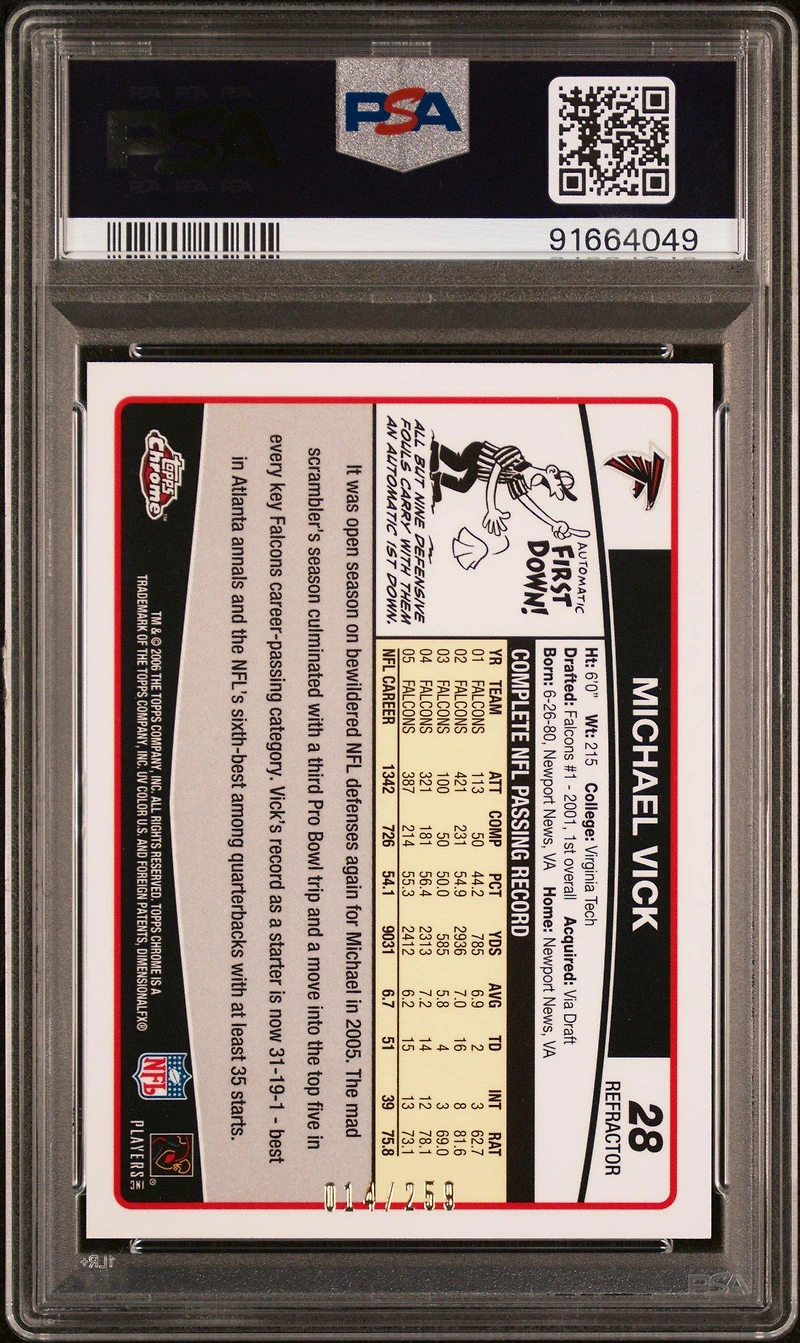 PSA
PSA
91664049
MICHAEL VICK
28
REFRACTOR
Ht: 6'0" Wt: 215 College: Virginia Tech
Drafted: Falcons #1 - 2001, 1st overall Acquired: Via Draft
Born: 6-26-80, Newport News, VA Home: Newport News, VA
AUTOMATIC
FIRST
DOWN!
ALL BUT NINE DEFENSIVE
FOULS CARRY WITH THEM
AN AUTOMATIC 1ST DOWN.
COMPLETE NFL PASSING RECORD
YR TEAM ATT COMP PCT YDS AVG TD INT RAT
01 FALCONS 113 50 44.2 785 6.9 2 3 62.7
02 FALCONS 421 231 54.9 2936 7.0 16 8 81.6
03 FALCONS 100 50 50.0 585 5.8 4 3 69.0
04 FALCONS 321 181 56.4 2313 7.2 14 12 78.1
05 FALCONS 387 214 55.3 2412 6.2 15 13 73.1
NFL CAREER 1342 726 54.1 9031 6.7 51 39 75.8
It was open season on bewildered NFL defenses again for Michael in 2005. The mad
scrambler's season culminated with a third Pro Bowl trip and a move into the top five in
every key Falcons career-passing category. Vick's record as a starter is now 31-19-1 - best
in Atlanta annals and the NFL's sixth-best among quarterbacks with at least 35 starts.
014/259
Topps
Chrome™
TM & © 2006 THE TOPPS COMPANY, INC. ALL RIGHTS RESERVED. TOPPS CHROME IS A
TRADEMARK OF THE TOPPS COMPANY, INC. UV COLOR U.S. AND FOREIGN PATENTS, DIMENSIONALFX®
NFL
PLAYERS INC
PSA